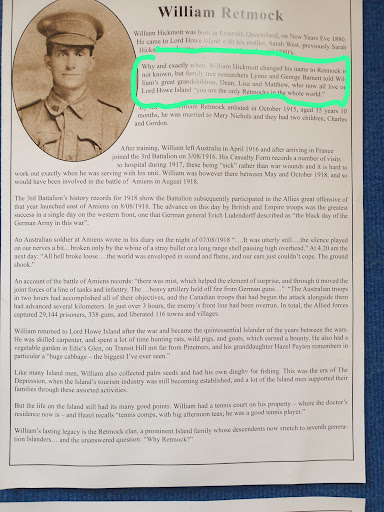 William Retmock
William Hickmott was born in Rosefield, Queensland, on New Years Eve 1880.
He came to Lord Howe Island with his mother, Sarah West, previously Sarah
Why and exactly when, William Hickmott changed his name to Retmock is
not known, but family tree researchers Lynne and George Barnett told Wil-
liam's great grandchildren, Dean, Lisa and Matthew, who now all live on
Lord Howe Island "you are the only Retmocks in the whole world."
Retmock enlisted in October 1915, aged 35 years 10
months, he was married to Mary Nichols and they had two children, Charles
and Gordon.
After training, William left Australia in April 1916 and after arriving in France
joined the 3rd Battalion on 3/08/1916. His Casualty Form records a number of visits
to hospital during 1917, these being "sick" rather than war wounds and it is hard to
work out exactly when he was serving with his unit. William was however there between May and October 1918, and so
would have been involved in the battle of Amiens in August 1918.
The 3rd Battalion's history records for 1918 show the Battalion subsequently participated in the Allies great offensive of
that year launched east of Amiens on 8/08/1918. The advance on this day by British and Empire troops was the greatest
success in a single day on the western front, one that German general Erich Ludendorff described as "the black day of the
German Army in this war".
An Australian soldier at Amiens wrote in his diary on the night of 07/08/1918 "…It was utterly still….the silence played
on our nerves a bit… broken only by the whine of a stray bullet or a long range shell passing high overhead." At 4.20 am the
next day: "All hell broke loose… the world was enveloped in sound and flame, and our ears just couldn't cope. The ground
shook."
An account of the battle of Amiens records: "there was mist, which helped the element of surprise, and through it moved the
joint forces of a line of tanks and infantry. The … heavy artillery held off fire from German guns…" "The Australian troops
in two hours had accomplished all of their objectives, and the Canadian troops that had begun the attack alongside them
had advanced several kilometers. In just over 3 hours, the enemy's front line had been overrun. In total, the Allied forces
captured 29,144 prisoners, 338 guns, and liberated 116 towns and villages.
William returned to Lord Howe Island after the war and became the quintessential Islander of the years between the wars.
He was skilled carpenter, and spent a lot of time hunting rats, wild pigs, and goats, which earned a bounty. He also had a
vegetable garden in Edie's Glen, on Transit Hill not far from Pinetrees, and his granddaughter Hazel Payten remembers in
particular a "huge cabbage – the biggest I've ever seen."
Like many Island men, William also collected palm seeds and had his own dinghy for fishing. This was the era of The
Depression, when the Island's tourism industry was still becoming established, and a lot of the Island men supported their
families through these assorted activities.
But the life on the Island still had its many good points. William had a tennis court on his property – where the doctor's
residence now is – and Hazel recalls "tennis comps, with big afternoon teas; he was a good tennis player."
William's lasting legacy is the Retmock clan, a prominent Island family whose descendents now stretch to seventh genera-
tion Islanders… and the unanswered question: "Why Retmock?"